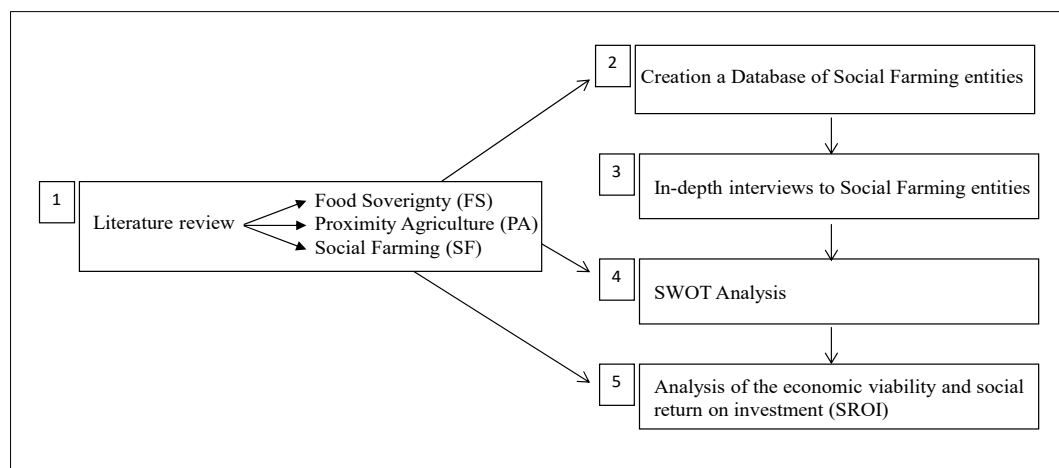 1
Literature review
Food Soverignty (FS)
Proximity Agriculture (PA)
Social Farming (SF)
2
Creation a Database of Social Farming entities
3
In-depth interviews to Social Farming entities
4
SWOT Analysis
5
Analysis of the economic viability and social
return on investment (SROI)